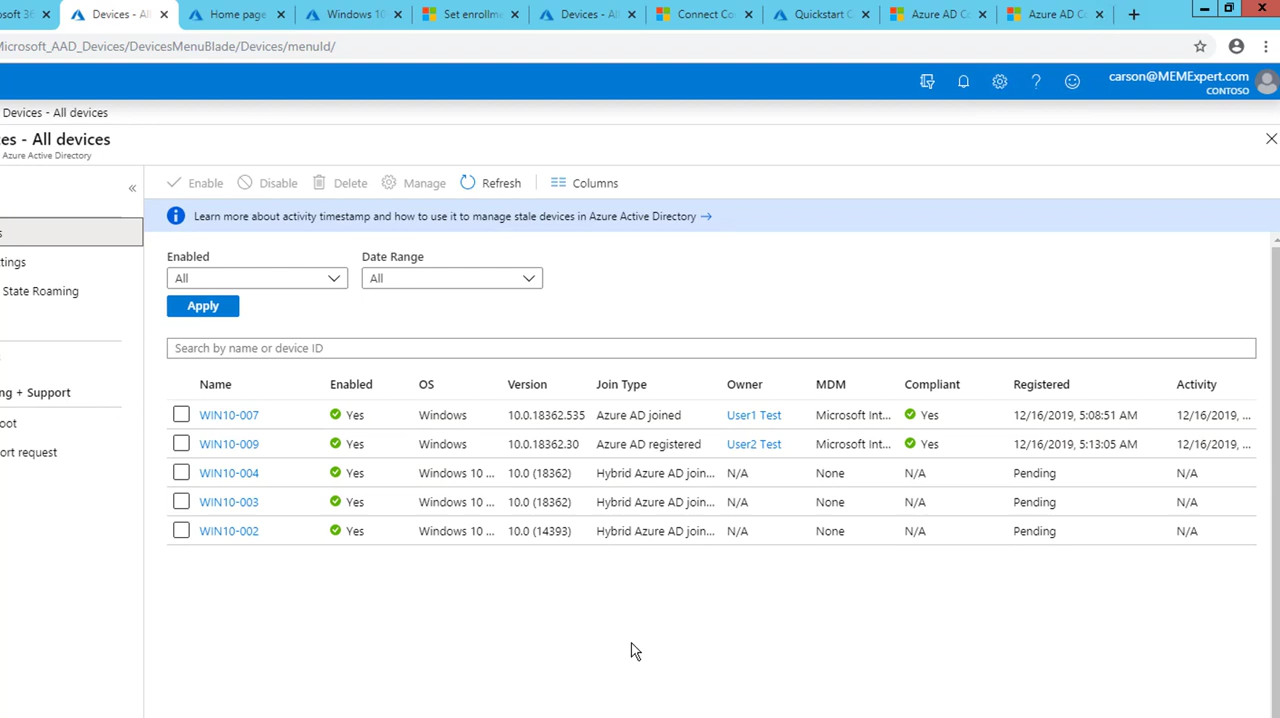 osoft 36
Devices - Al
Home page
Windows 10
Set enrollm
Devices - Al
Connect Co
Quickstart C
Azure AD Co
Azure AD C
Microsoft_AAD_Devices/DevicesMenuBlade/Devices/menuId/
carson@MEMExpert.com
CONTOSO
Devices - All devices
ces - All devices
Azure Active Directory
Enable Disable Delete Manage Refresh Columns
Learn more about activity timestamp and how to use it to manage stale devices in Azure Active Directory →
s
ttings
State Roaming
ng + Support
oot
ort request
Enabled Date Range
All All
Apply
Search by name or device ID
Name Enabled OS Version Join Type Owner MDM Compliant Registered Activity
WIN10-007 Yes Windows 10.0.18362.535 Azure AD joined User1 Test Microsoft Int... Yes 12/16/2019, 5:08:51 AM 12/16/2019, ...
WIN10-009 Yes Windows 10.0.18362.30 Azure AD registered User2 Test Microsoft Int... Yes 12/16/2019, 5:13:05 AM 12/16/2019, ...
WIN10-004 Yes Windows 10 ... 10.0 (18362) Hybrid Azure AD join... N/A None N/A Pending N/A
WIN10-003 Yes Windows 10 ... 10.0 (18362) Hybrid Azure AD join... N/A None N/A Pending N/A
WIN10-002 Yes Windows 10 ... 10.0 (14393) Hybrid Azure AD join... N/A None N/A Pending N/A